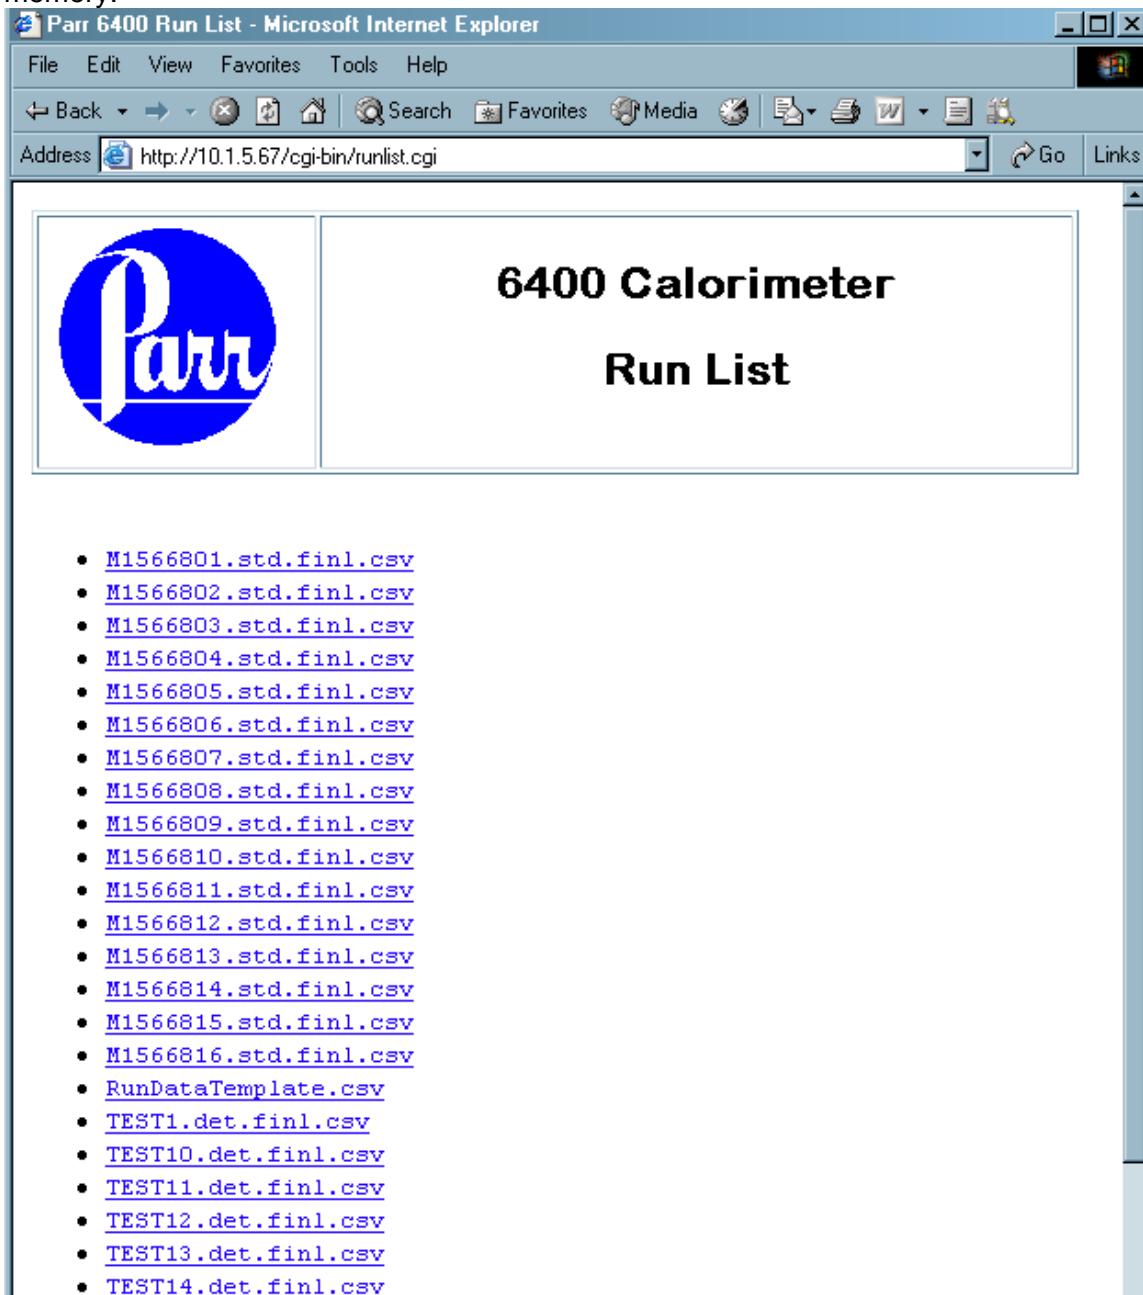 memory.
Parr 6400 Run List - Microsoft Internet Explorer
File Edit View Favorites Tools Help
Back Search Favorites Media
Address http://10.1.5.67/cgi-bin/runlist.cgi Go Links
Parr
6400 Calorimeter
Run List
M1566801.std.finl.csv
M1566802.std.finl.csv
M1566803.std.finl.csv
M1566804.std.finl.csv
M1566805.std.finl.csv
M1566806.std.finl.csv
M1566807.std.finl.csv
M1566808.std.finl.csv
M1566809.std.finl.csv
M1566810.std.finl.csv
M1566811.std.finl.csv
M1566812.std.finl.csv
M1566813.std.finl.csv
M1566814.std.finl.csv
M1566815.std.finl.csv
M1566816.std.finl.csv
RunDataTemplate.csv
TEST1.det.finl.csv
TEST10.det.finl.csv
TEST11.det.finl.csv
TEST12.det.finl.csv
TEST13.det.finl.csv
TEST14.det.finl.csv